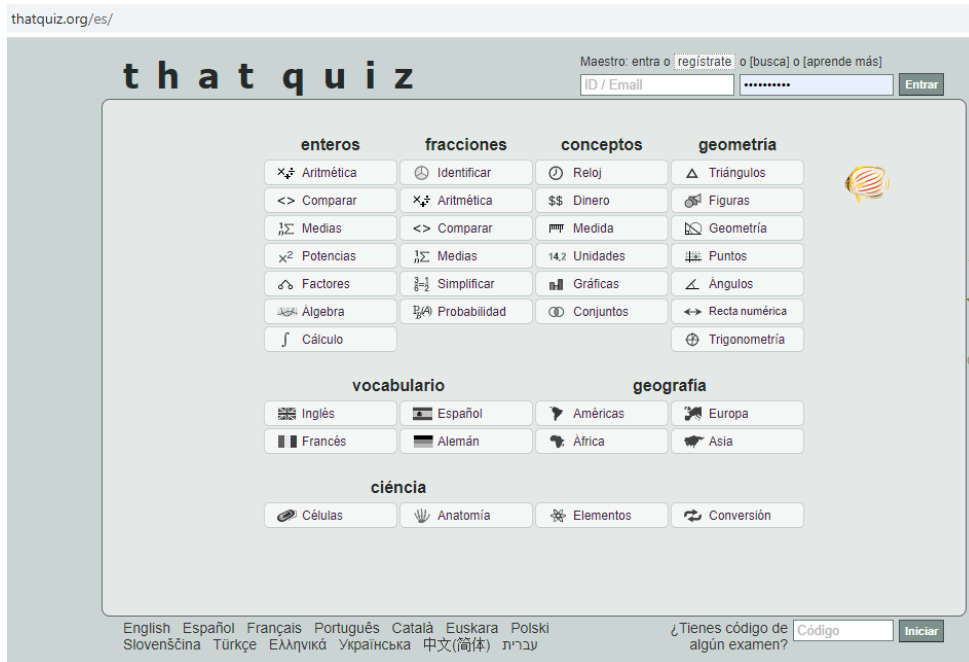 thatquiz.org/es/
that quiz
Maestro: entra o regístrate o [busca] o [aprende más]
ID / Email •••••••••• Entrar
enteros fracciones conceptos geometría
Aritmética Identificar Reloj Triángulos
<> Comparar Aritmética $$ Dinero Figuras
Medias <> Comparar Medida Geometría
x² Potencias Medias 14,2 Unidades Puntos
Factores Simplificar Gráficas Ángulos
Álgebra Probabilidad Conjuntos Recta numérica
∫ Cálculo Trigonometría
vocabulario geografía
Inglés Español Américas Europa
Francés Alemán África Asia
ciéncia
Células Anatomía Elementos Conversión
English Español Français Português Català Euskara Polski
Slovenščina Türkçe Ελληνικά Українська 中文(简体) עברית
¿Tienes código de
algún examen?
Código Iniciar